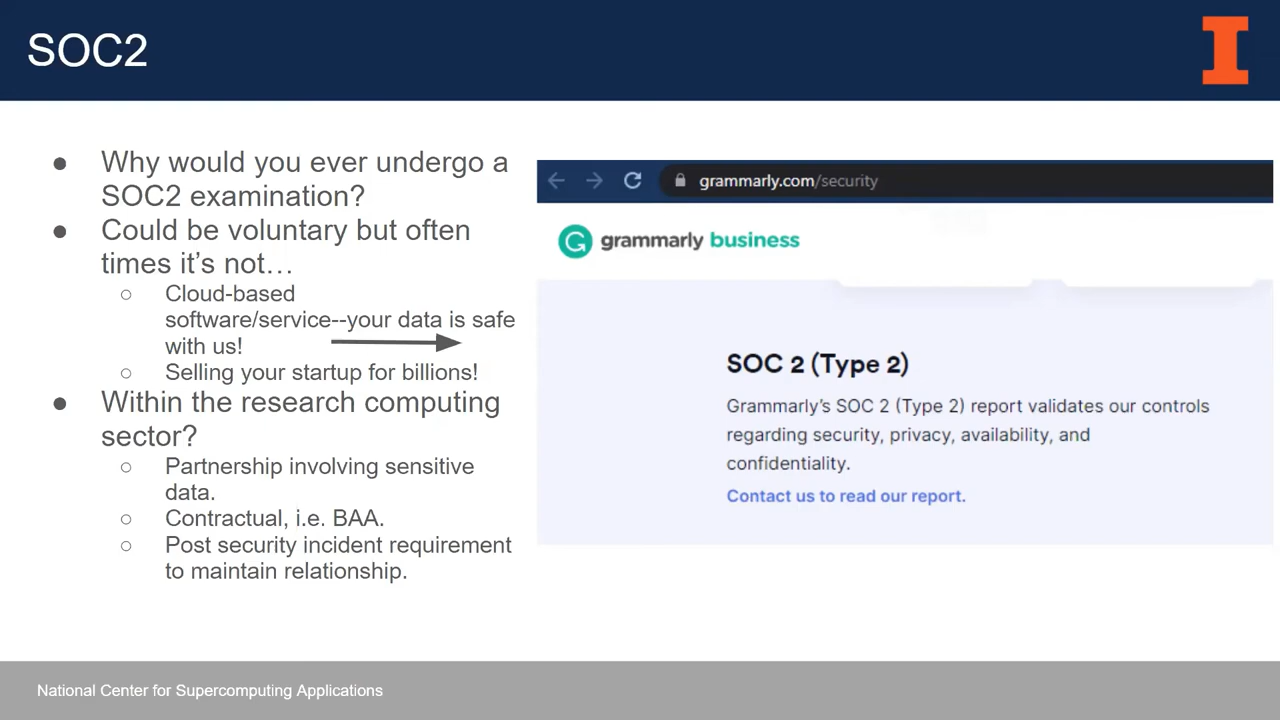 SOC2
● Why would you ever undergo a
SOC2 examination?
● Could be voluntary but often
times it’s not…
○ Cloud-based
software/service--your data is safe
with us!
○ Selling your startup for billions!
● Within the research computing
sector?
○ Partnership involving sensitive
data.
○ Contractual, i.e. BAA.
○ Post security incident requirement
to maintain relationship.
grammarly.com/security
grammarly business
SOC 2 (Type 2)
Grammarly’s SOC 2 (Type 2) report validates our controls
regarding security, privacy, availability, and
confidentiality.
Contact us to read our report.
National Center for Supercomputing Applications